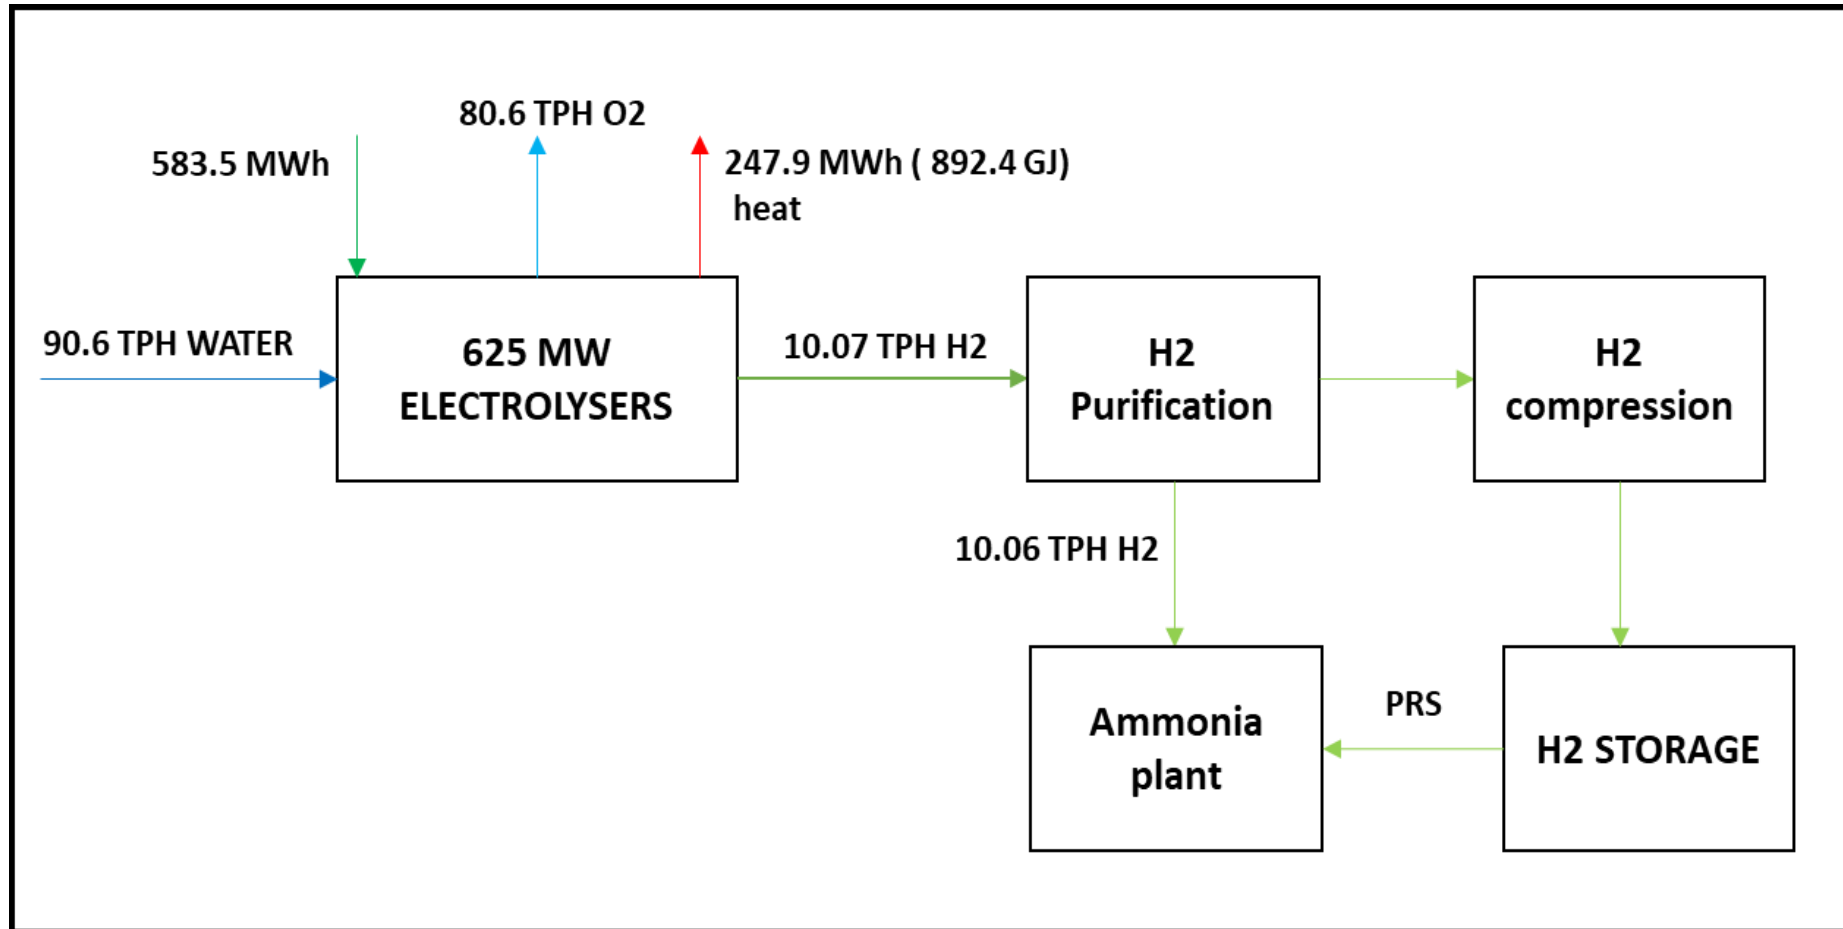 80.6 TPH O2
583.5 MWh
247.9 MWh ( 892.4 GJ)
heat
90.6 TPH WATER
625 MW
ELECTROLYSERS
10.07 TPH H2
H2
Purification
H2
compression
10.06 TPH H2
Ammonia
plant
PRS
H2 STORAGE